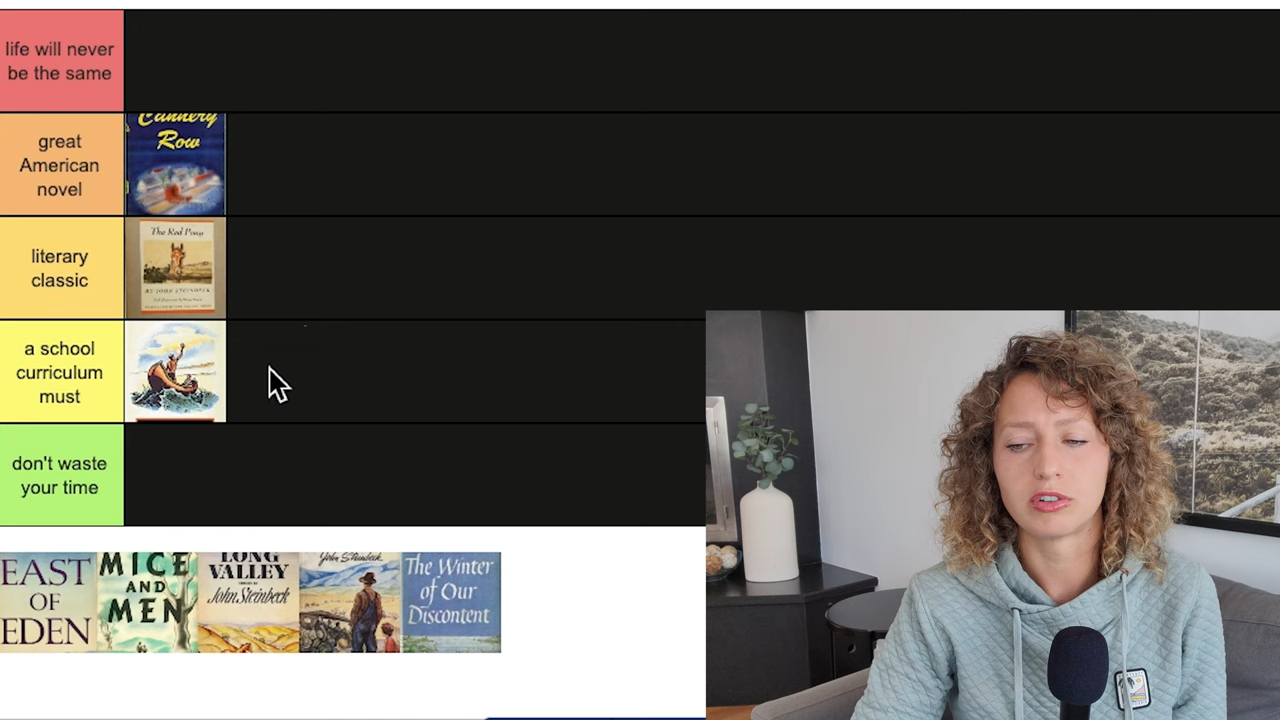 life will never
be the same
great
American
novel
Cannery
Row
literary
classic
The Red Pony
BY JOHN STEINBECK
a school
curriculum
must
don't waste
your time
EAST
OF
EDEN
MICE
AND
MEN
LONG
VALLEY
John Steinbeck
John Steinbeck
The Winter
of Our
Discontent